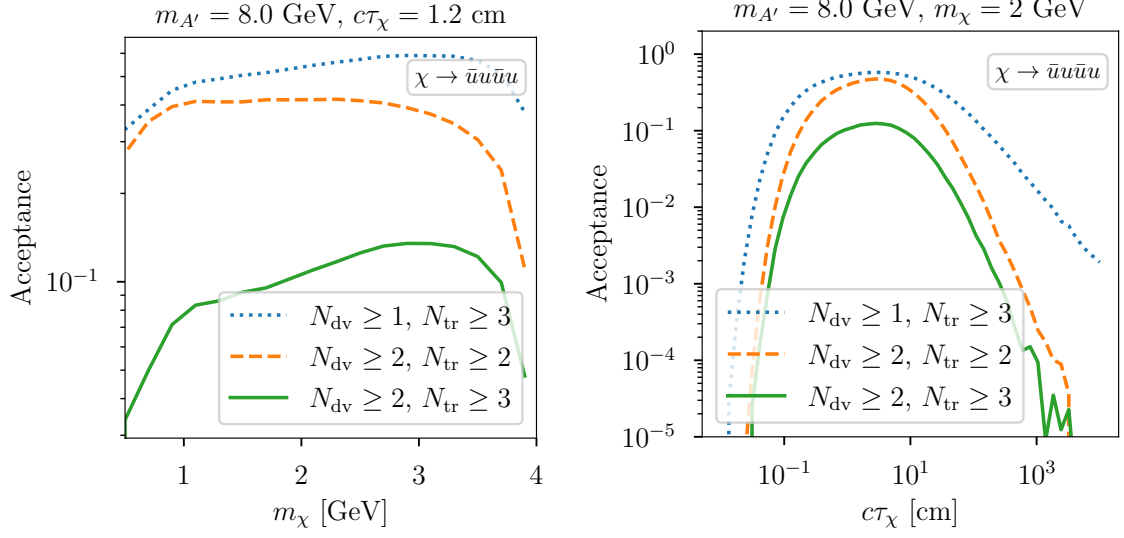 m_{A'} = 8.0 GeV, cτ_χ = 1.2 cm
χ → ūuūu
Acceptance
10^{-1}
N_dv ≥ 1, N_tr ≥ 3
N_dv ≥ 2, N_tr ≥ 2
N_dv ≥ 2, N_tr ≥ 3
1 2 3 4
m_χ [GeV]
m_{A'} = 8.0 GeV, m_χ = 2 GeV
χ → ūuūu
Acceptance
10^0
10^{-1}
10^{-2}
10^{-3}
10^{-4}
10^{-5}
N_dv ≥ 1, N_tr ≥ 3
N_dv ≥ 2, N_tr ≥ 2
N_dv ≥ 2, N_tr ≥ 3
10^{-1} 10^1 10^3
cτ_χ [cm]